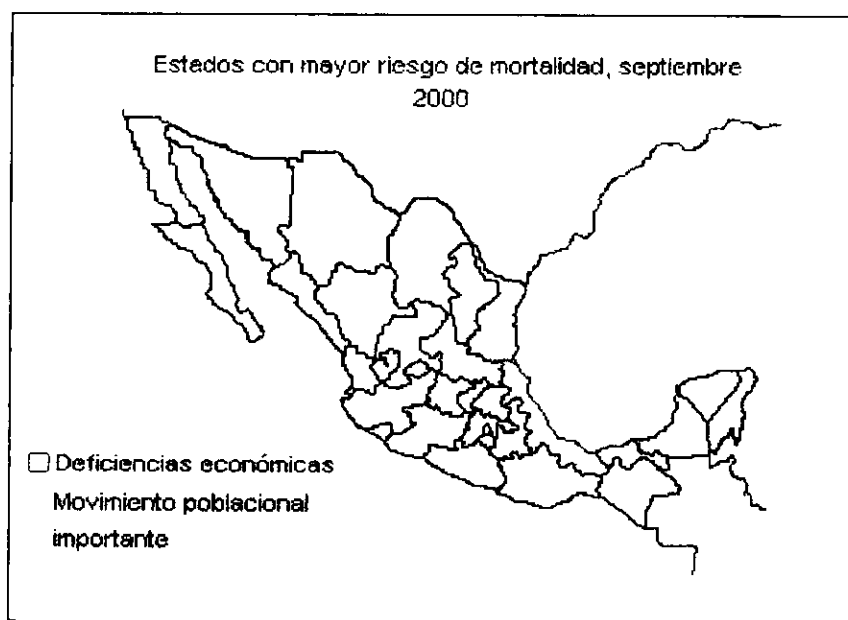 Estados con mayor riesgo de mortalidad, septiembre
2000
Deficiencias económicas
Movimiento poblacional
importante